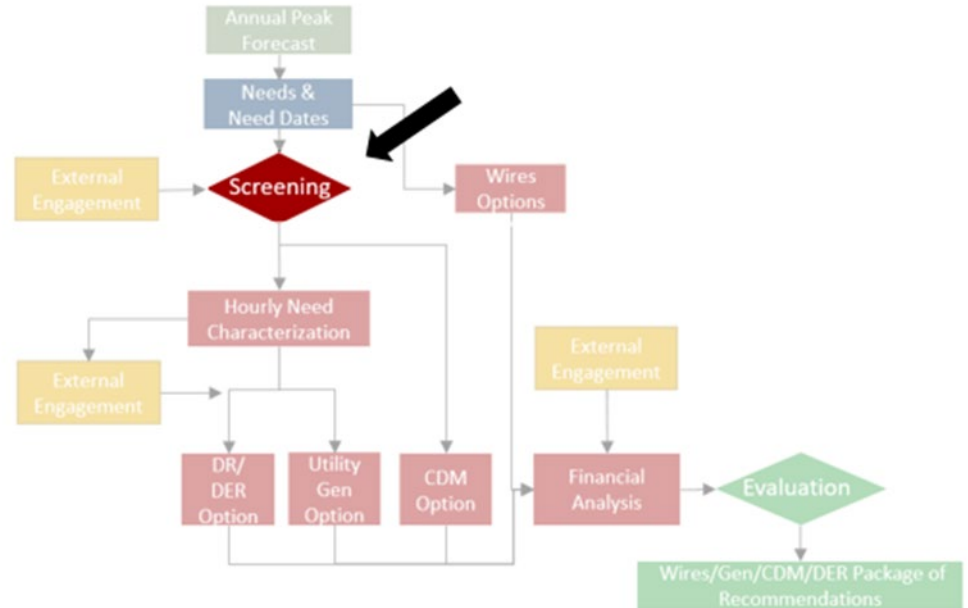 Annual Peak
Forecast
Needs &
Need Dates
External
Engagement
Screening
Wires
Options
Hourly Need
Characterization
External
Engagement
External
Engagement
DR/
DER
Option
Utility
Gen
Option
CDM
Option
Financial
Analysis
Evaluation
Wires/Gen/CDM/DER Package of
Recommendations